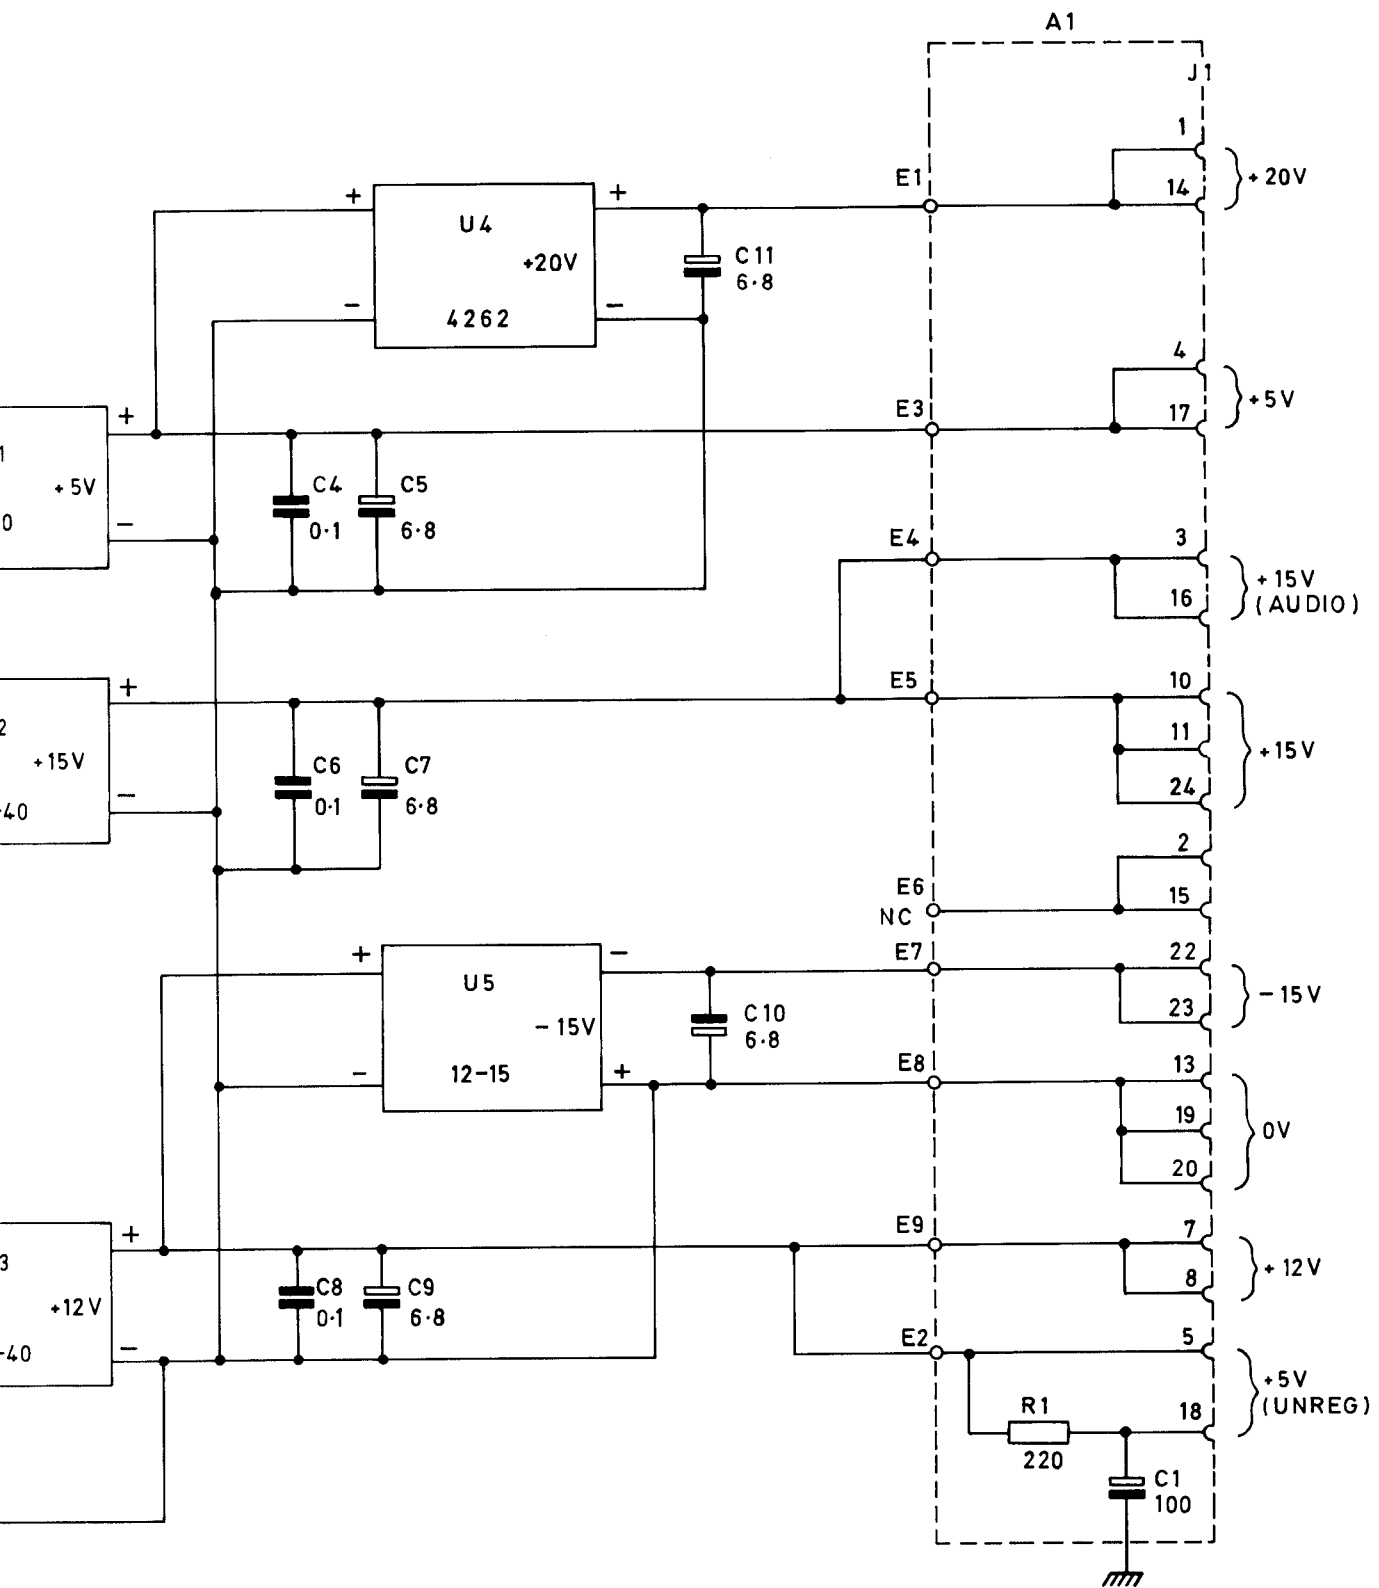 A1
J1
1
E1
14
+20V
+
U4
+20V
4262
+
C11
6·8
−
−
4
E3
17
+5V
+
1
+5V
0
−
C4
0·1
C5
6·8
E4
3
16
+15V
(AUDIO)
+
2
+15V
-40
−
C6
0·1
C7
6·8
E5
10
11
24
+15V
2
E6
NC
15
+
U5
−15V
12-15
−
−
+
C10
6·8
E7
22
23
−15V
E8
13
19
20
0V
+
3
+12V
-40
−
C8
0·1
C9
6·8
E9
7
8
+12V
E2
5
R1
220
18
+5V
(UNREG)
C1
100